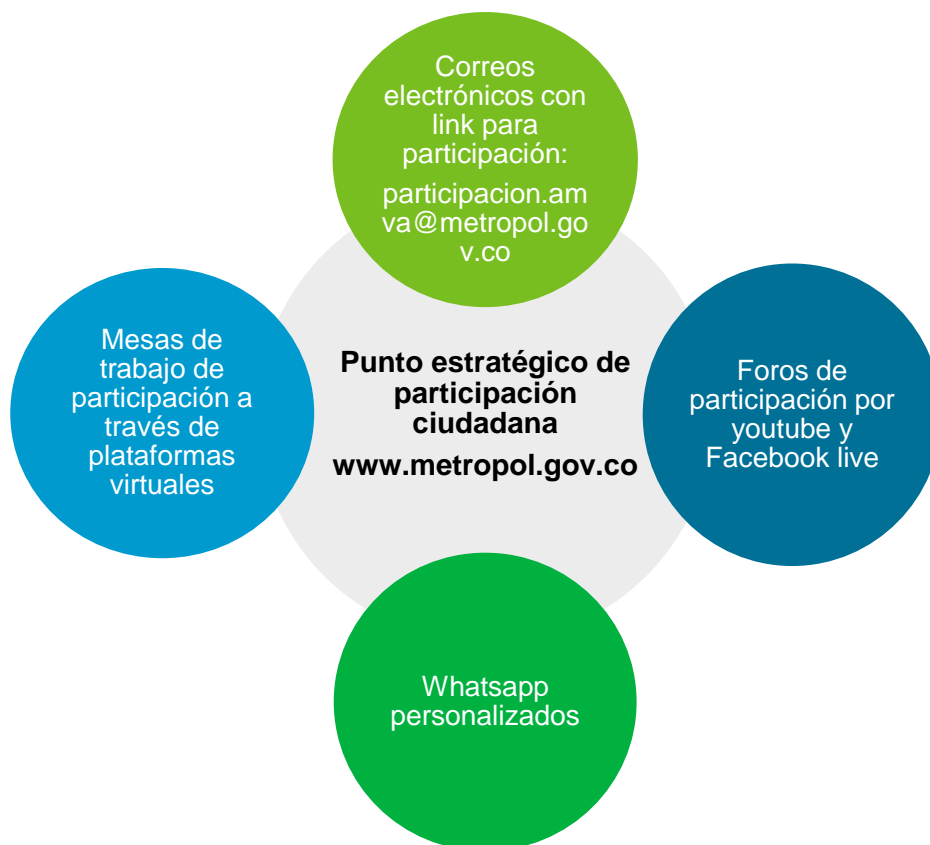 Correos
electrónicos con
link para
participación:
participacion.am
va@metropol.go
v.co
Mesas de
trabajo de
participación a
través de
plataformas
virtuales
Punto estratégico de
participación
ciudadana
www.metropol.gov.co
Foros de
participación por
youtube y
Facebook live
Whatsapp
personalizados